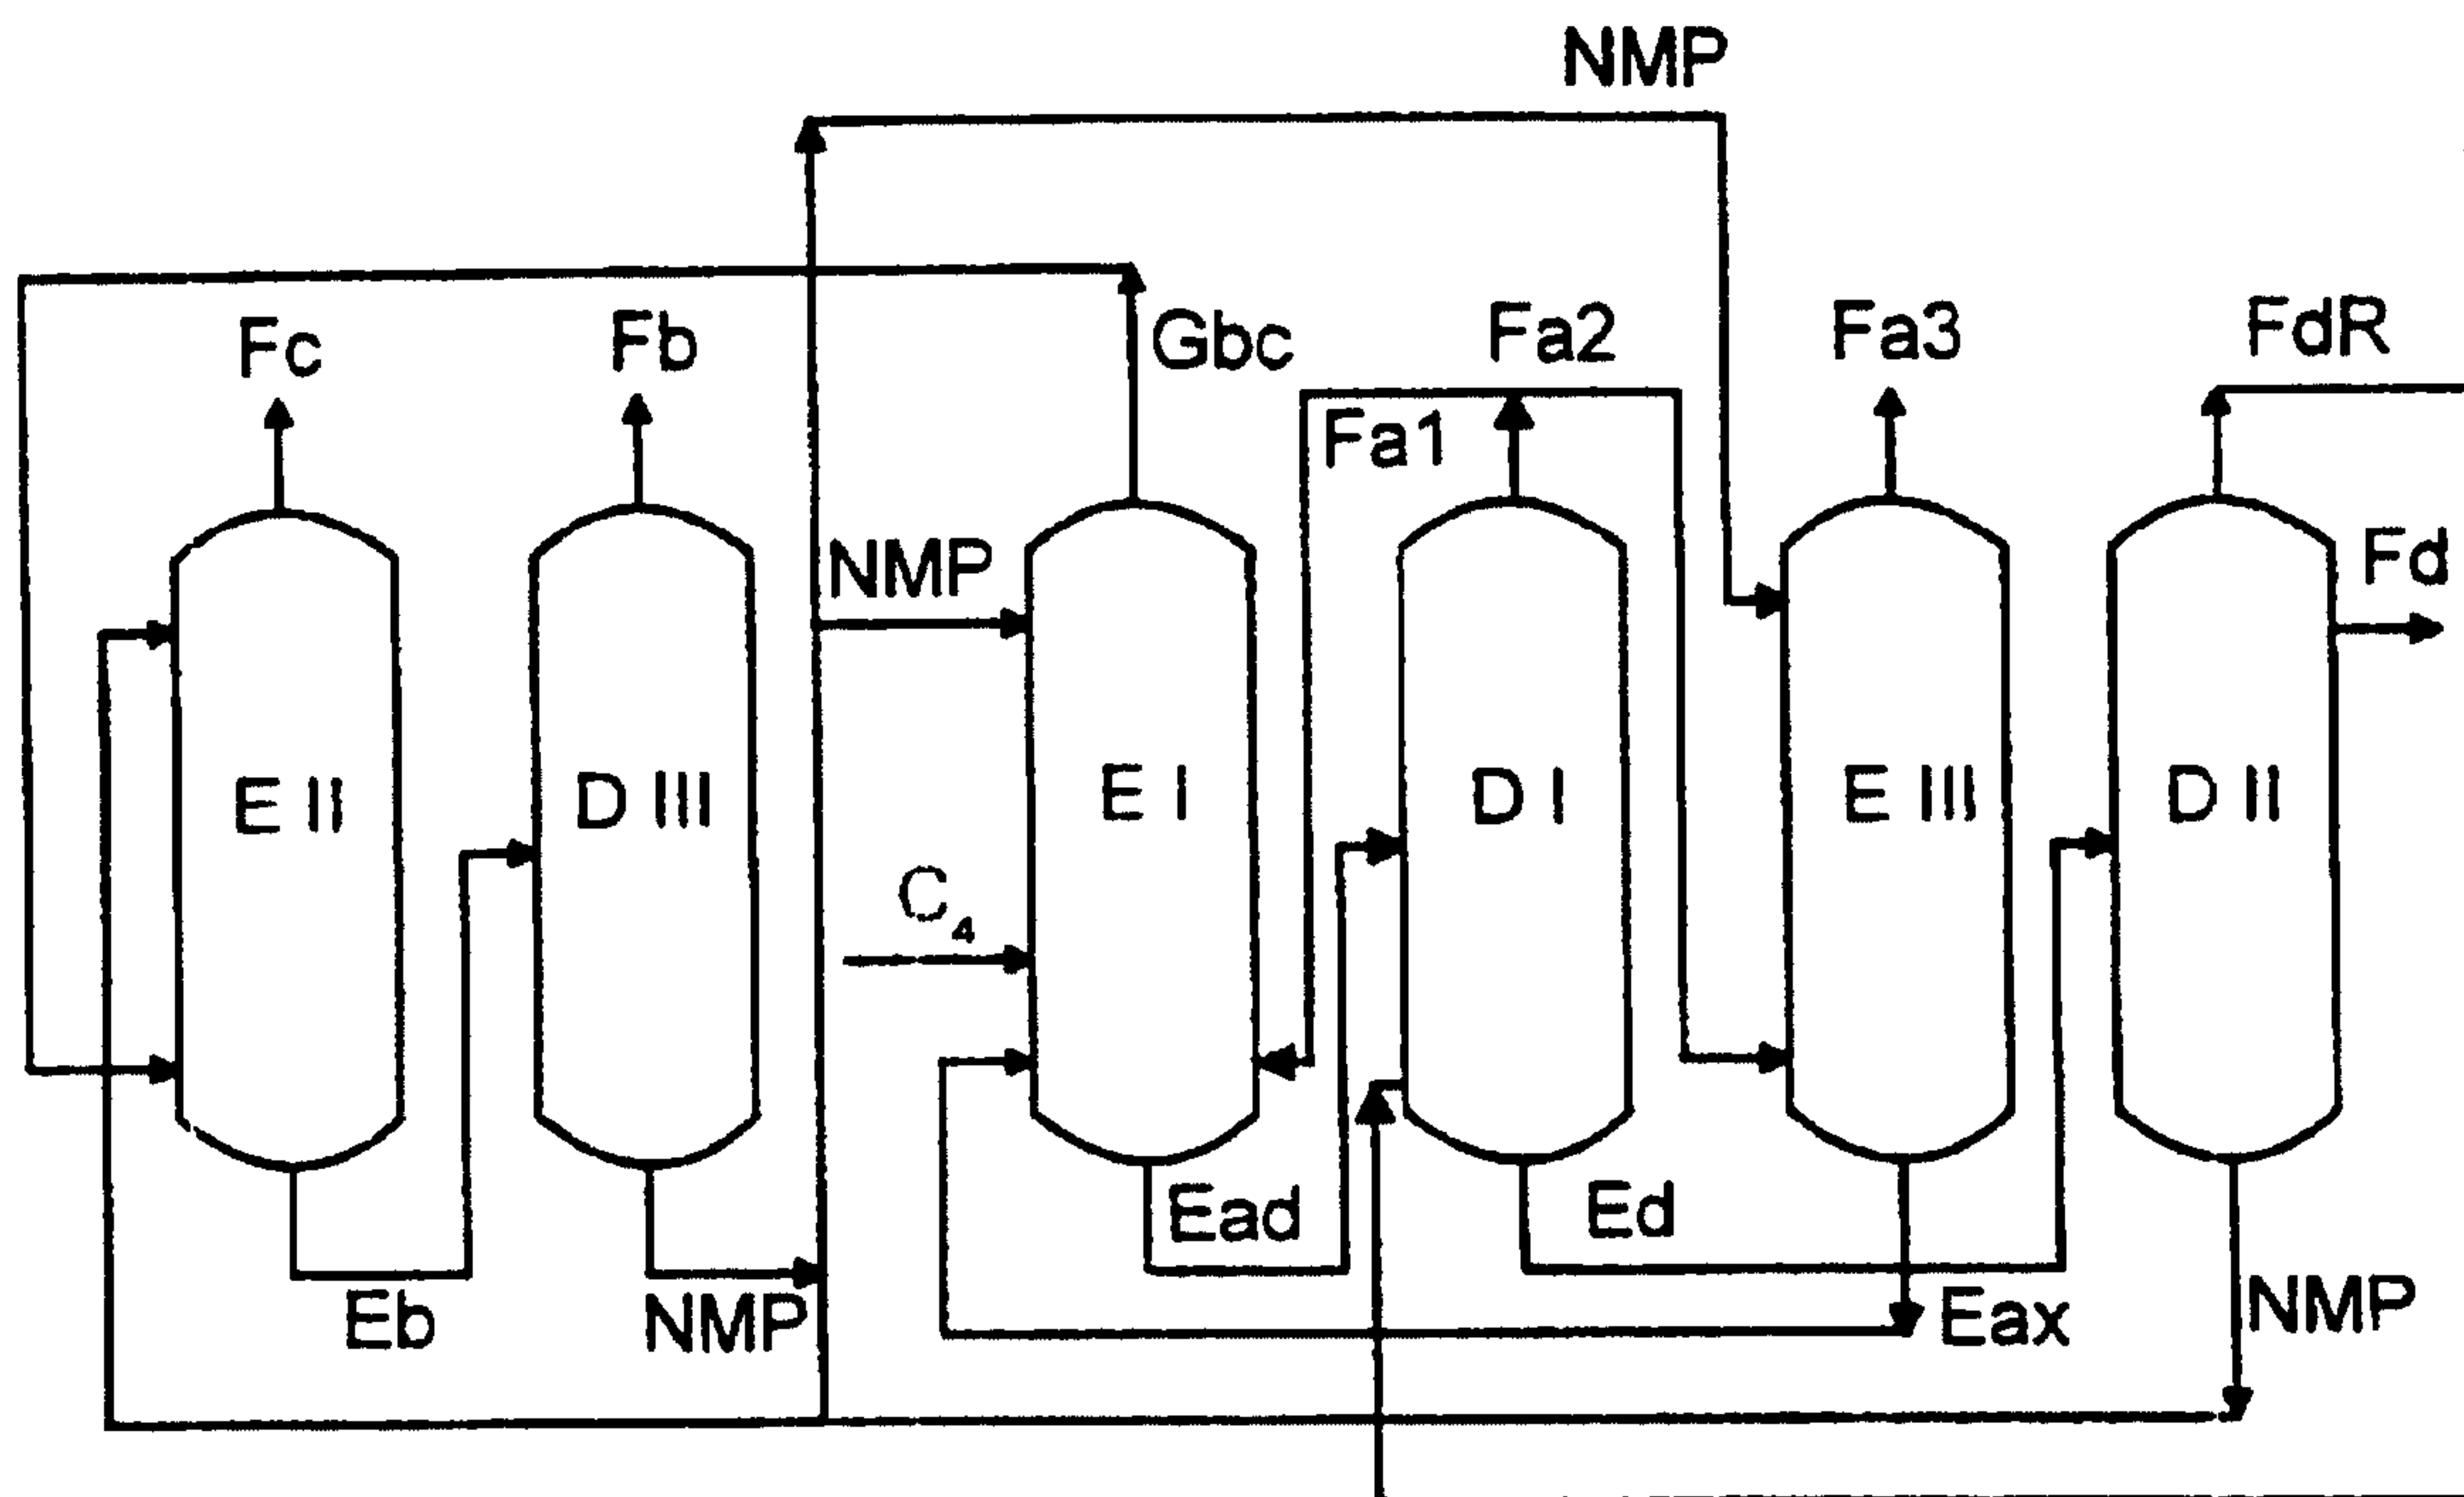 NMP
Fc
Fb
Gbc
Fa2
Fa3
FdR
Fa1
NMP
Fd
E II
D III
E I
D I
E III
D II
C₄
Ead
Ed
Eb
NMP
Eax
NMP